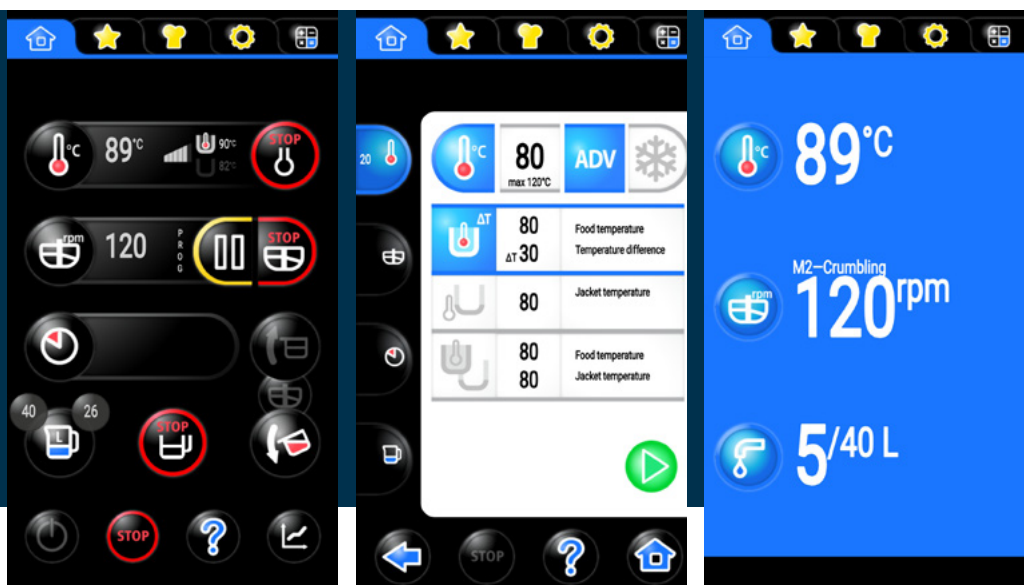 °C
89°C
90°C
82°C
STOP
rpm
120
PROG
STOP
40
26
L
STOP
STOP
?
20
°C
80
max 120°C
ADV
ΔT
80
Food temperature
ΔT 30
Temperature difference
80
Jacket temperature
80
Food temperature
80
Jacket temperature
STOP
?
°C
89°C
M2–Crumbling
rpm
120rpm
5/40 L